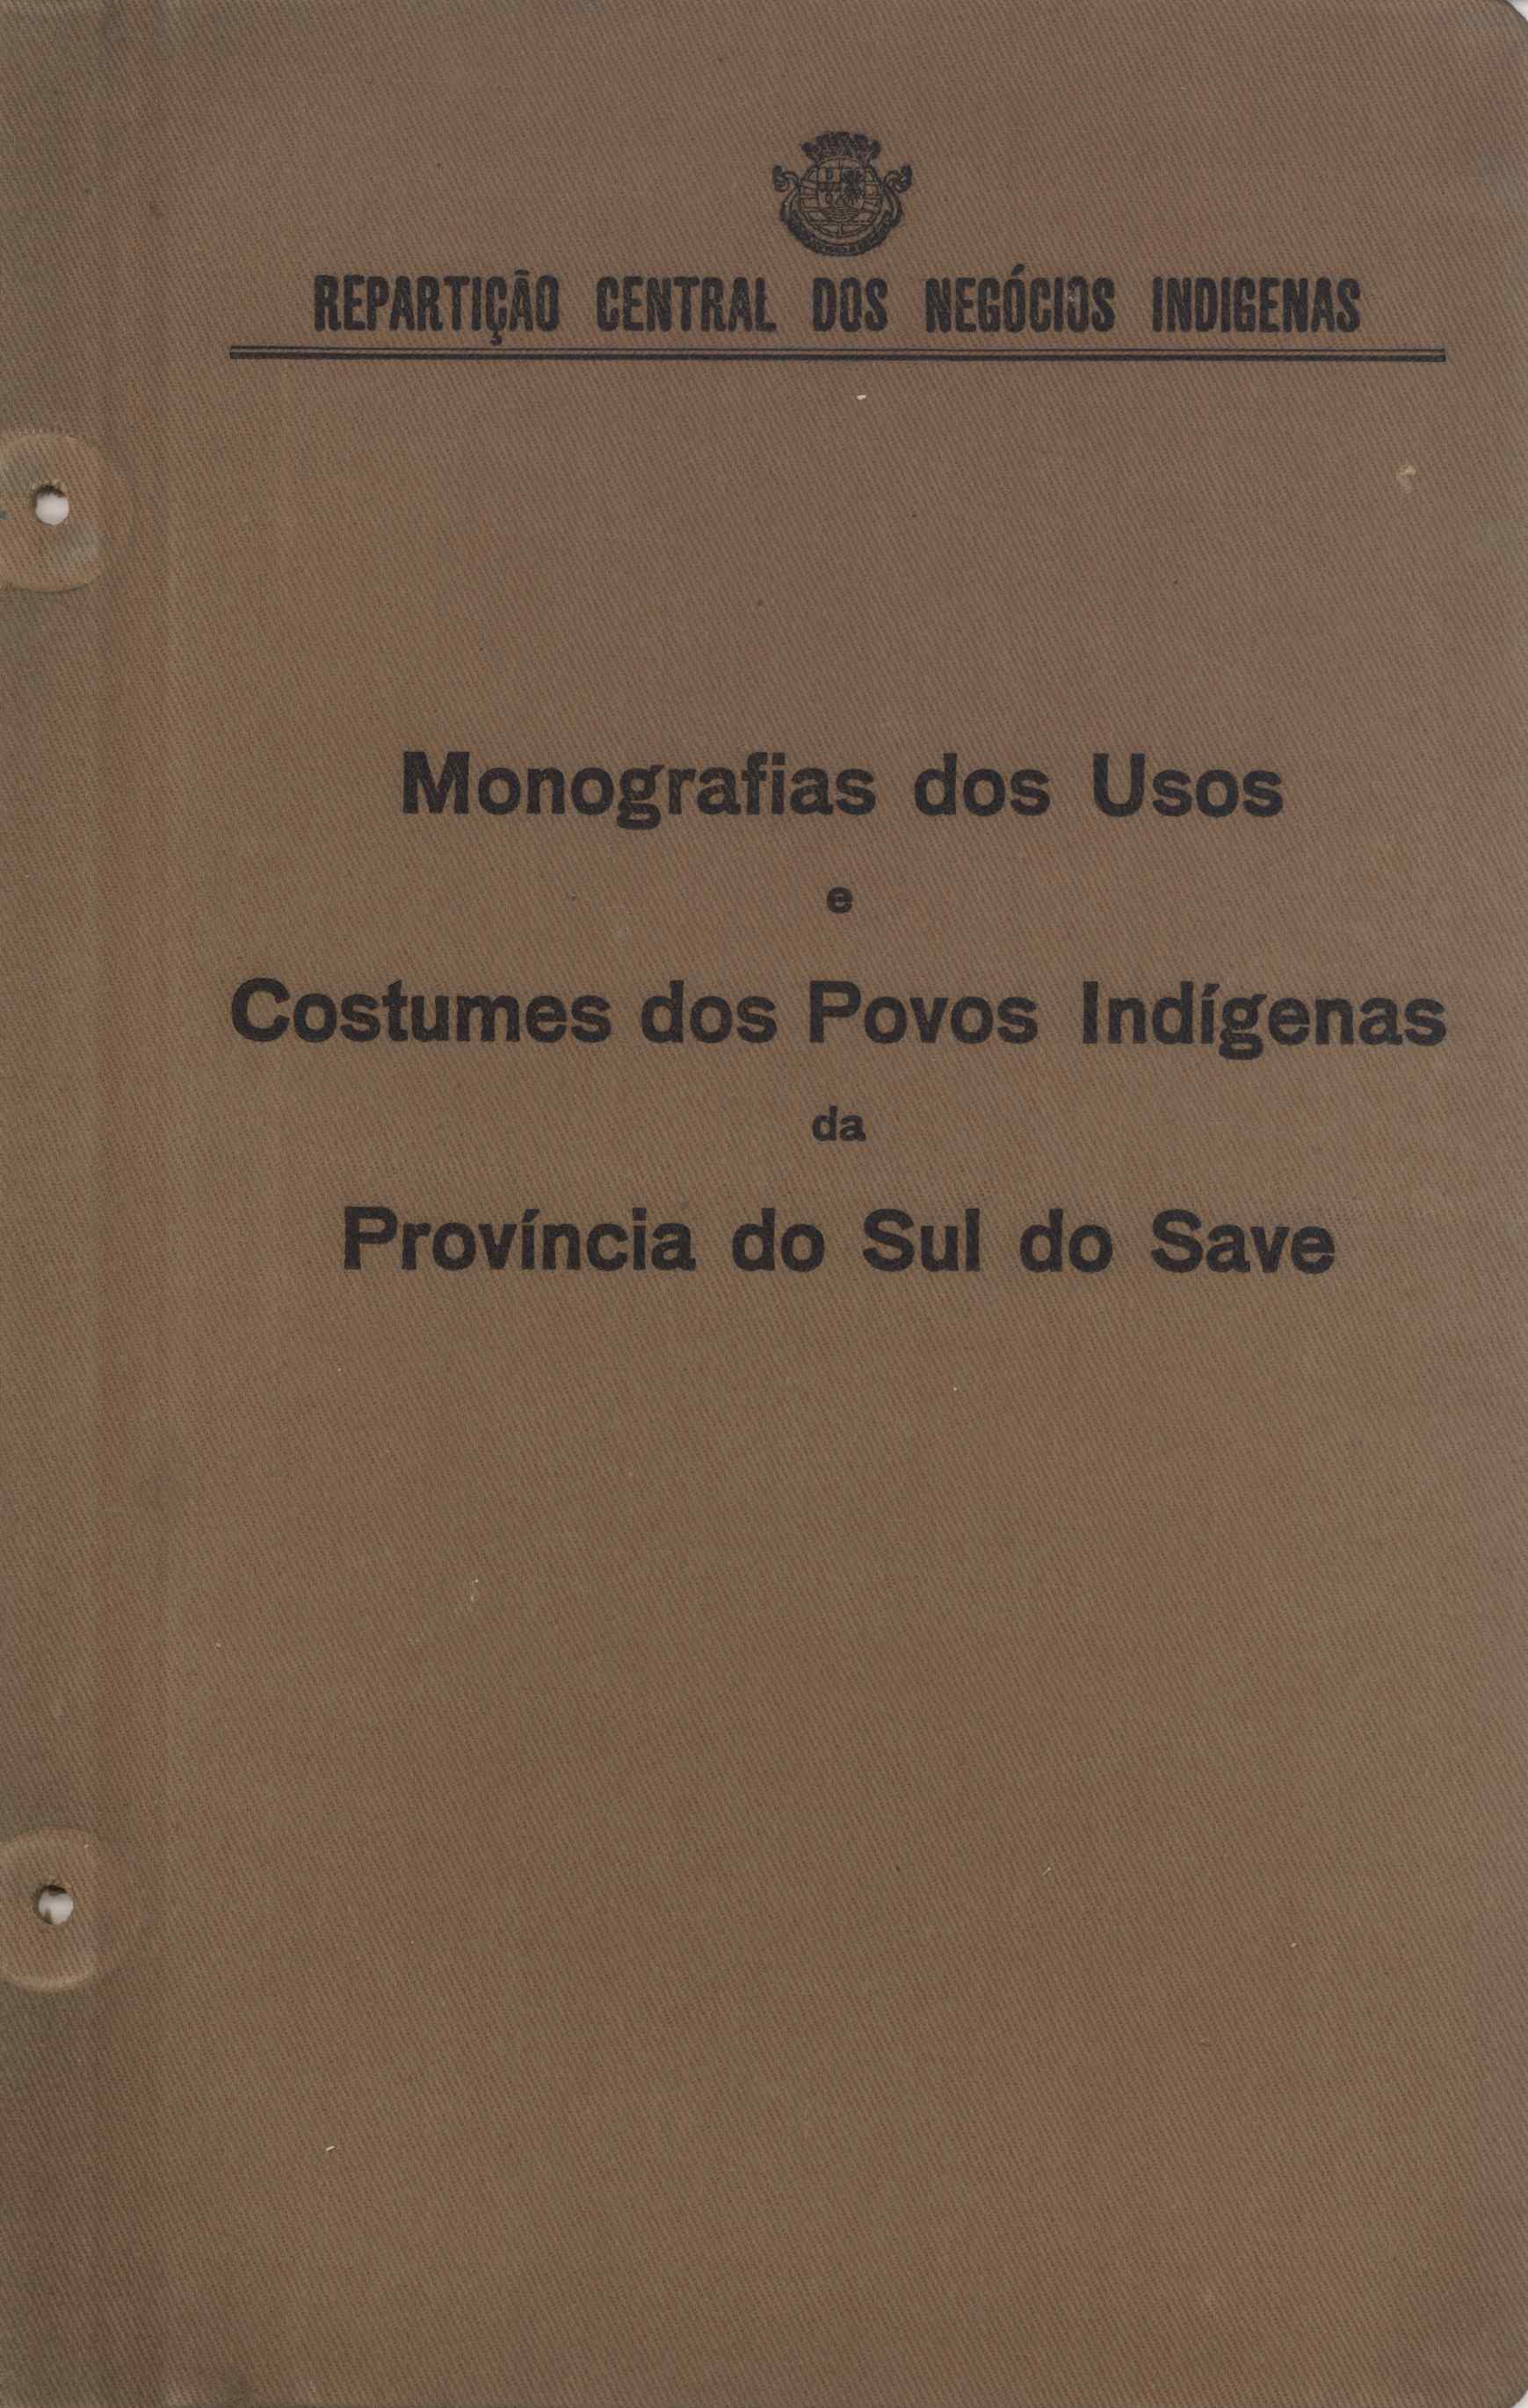 REPARTIÇÃO CENTRAL DOS NEGÓCIOS INDIGENAS
Monografias dos Usos
e
Costumes dos Povos Indígenas
da
Província do Sul do Save